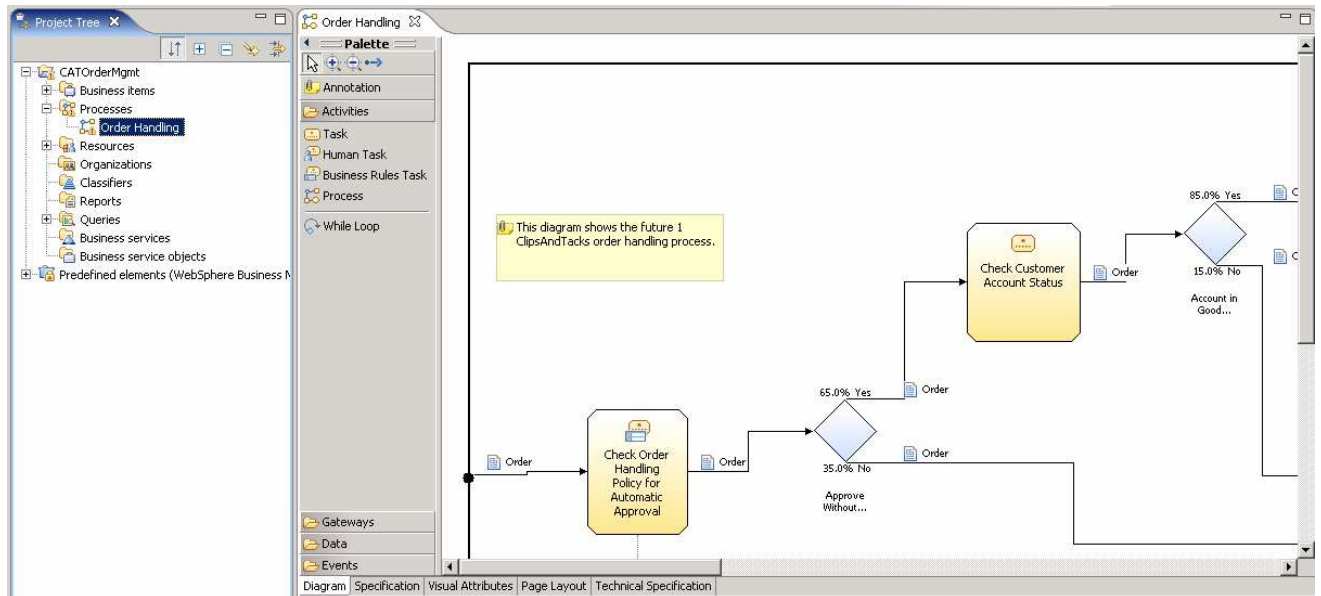 Project Tree
CATOrderMgmt
Business items
Processes
Order Handling
Resources
Organizations
Classifiers
Reports
Queries
Business services
Business service objects
Predefined elements (WebSphere Business M
Order Handling
Palette
Annotation
Activities
Task
Human Task
Business Rules Task
Process
While Loop
Gateways
Data
Events
This diagram shows the future 1
ClipsAndTacks order handling process.
Order
Check Order
Handling
Policy for
Automatic
Approval
Order
65.0% Yes
35.0% No
Approve
Without...
Order
Order
Check Customer
Account Status
Order
85.0% Yes
15.0% No
Account in
Good...
Diagram
Specification
Visual Attributes
Page Layout
Technical Specification